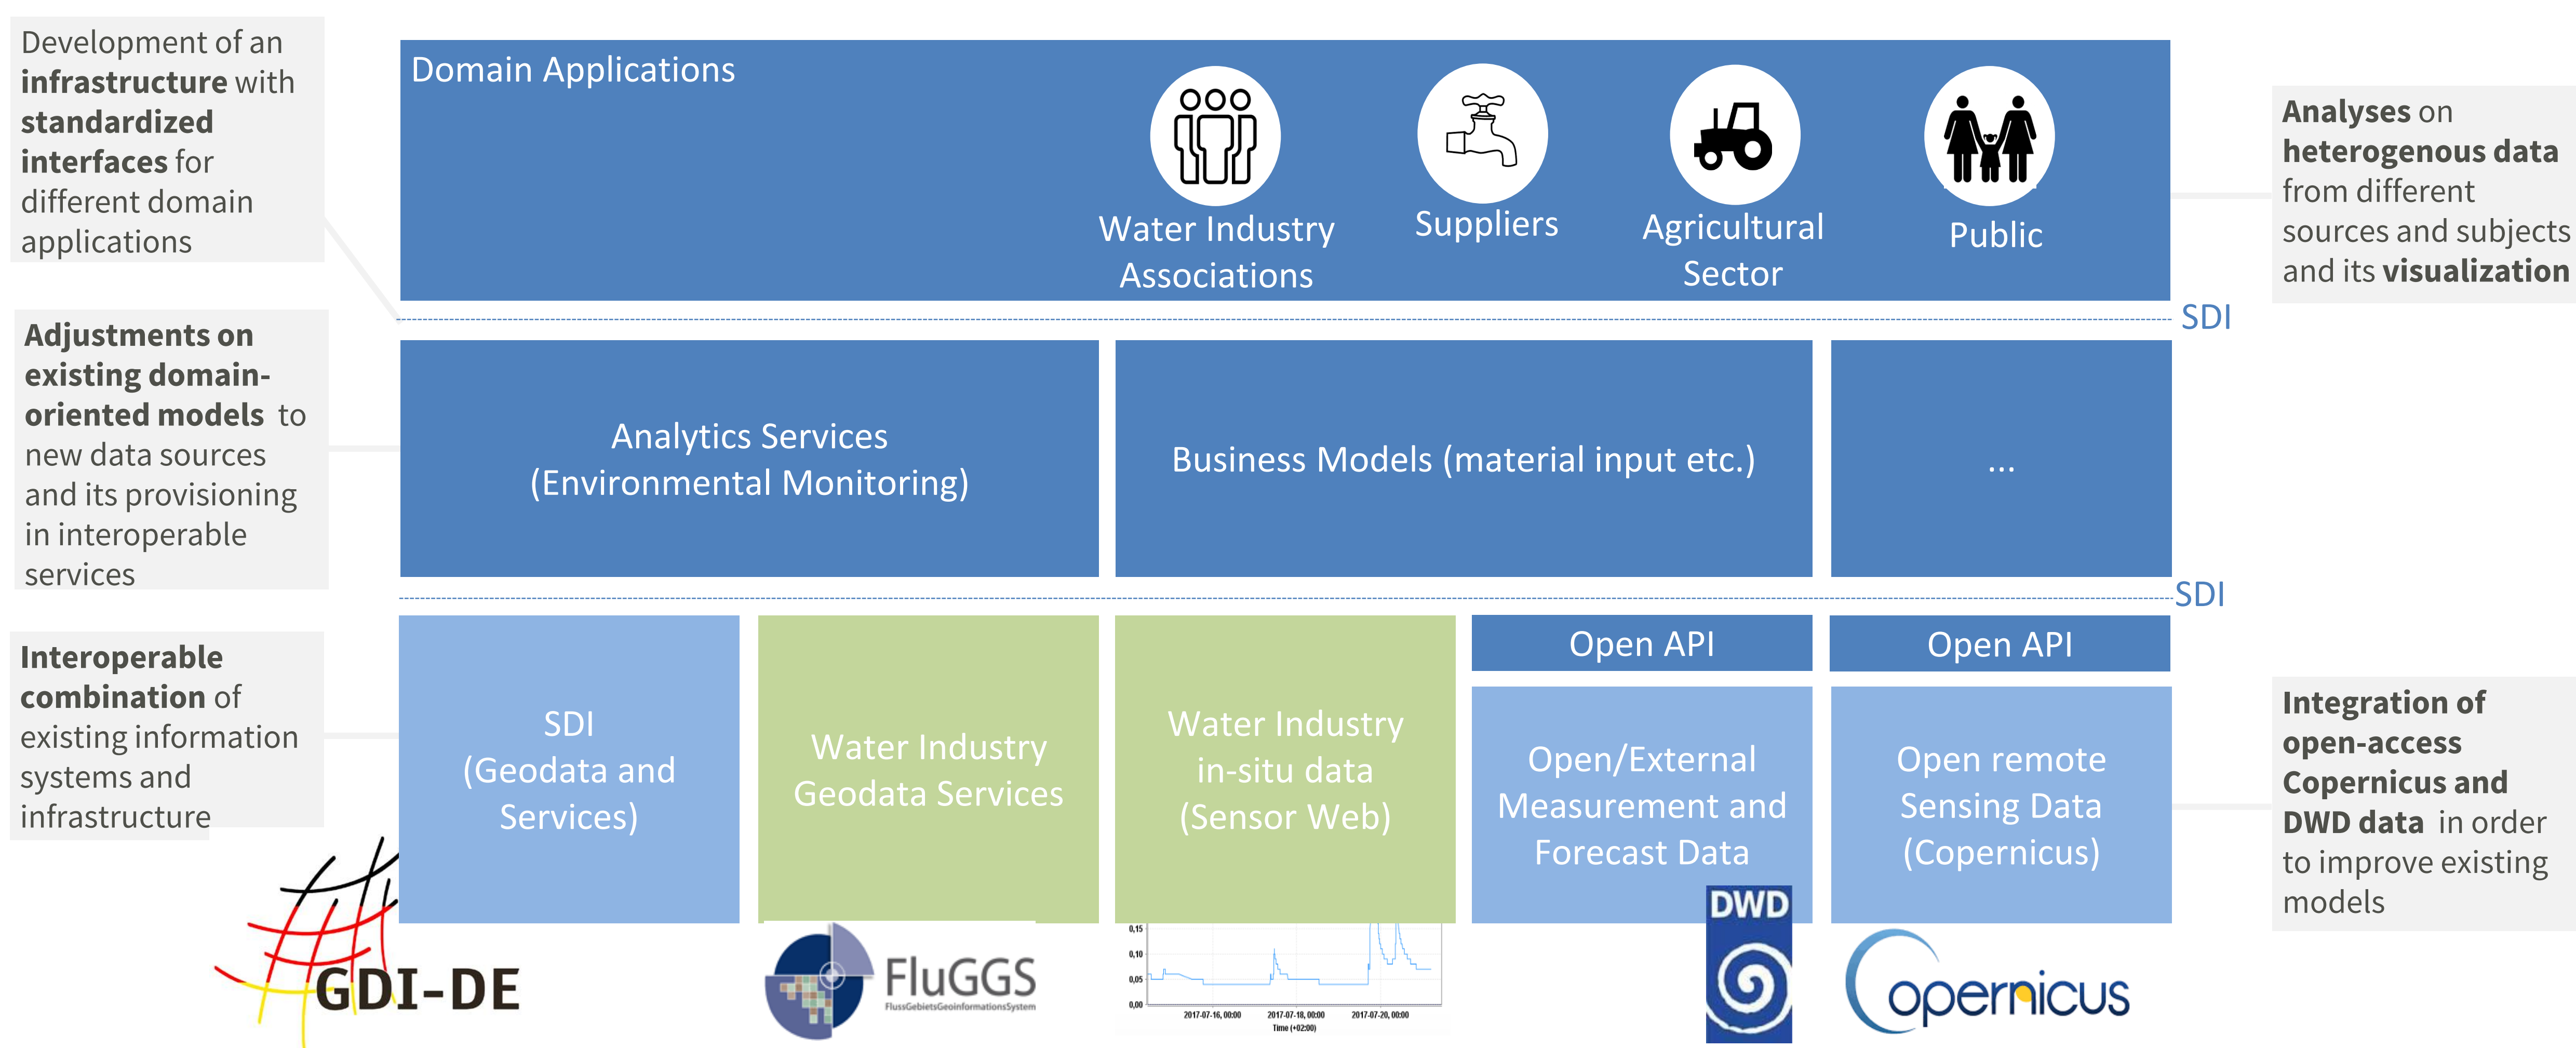 Development of an
infrastructure with
standardized
interfaces for
different domain
applications
Adjustments on
existing domain-
oriented models to
new data sources
and its provisioning
in interoperable
services
Interoperable
combination of
existing information
systems and
infrastructure
Domain Applications
Water Industry
Associations
Suppliers
Agricultural
Sector
Public
SDI
Analytics Services
(Environmental Monitoring)
Business Models (material input etc.)
...
SDI
SDI
(Geodata and
Services)
Water Industry
Geodata Services
Water Industry
in-situ data
(Sensor Web)
Open API
Open/External
Measurement and
Forecast Data
Open API
Open remote
Sensing Data
(Copernicus)
GDI-DE
FluGGS
FlussGebietsGeoinformationsSystem
0,15
0,10
0,05
0,00
2017-07-16, 00:00 2017-07-18, 00:00 2017-07-20, 00:00
Time (+02:00)
DWD
Copernicus
Analyses on
heterogenous data
from different
sources and subjects
and its visualization
Integration of
open-access
Copernicus and
DWD data in order
to improve existing
models